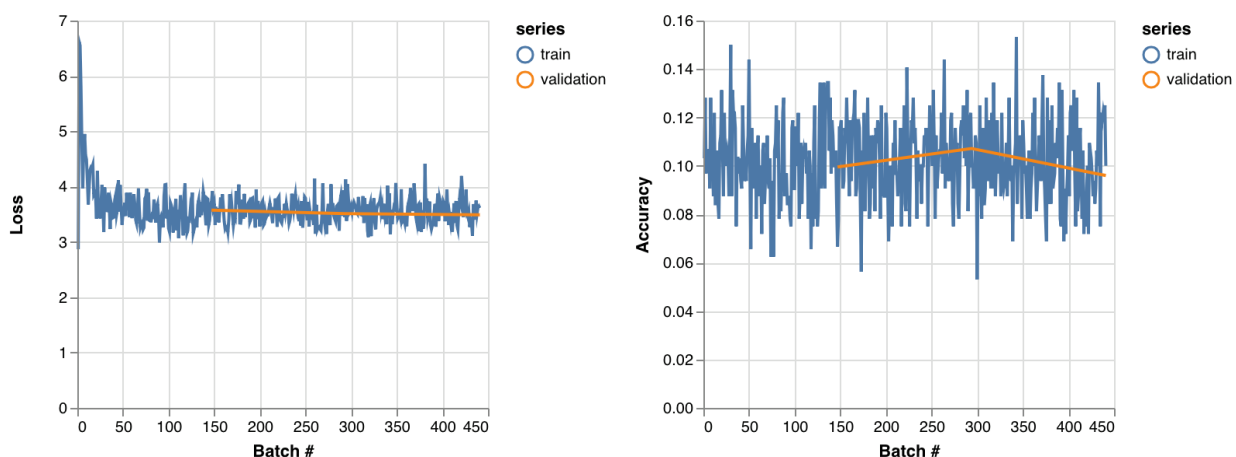 7
6
5
4
3
2
1
0
Loss
0 50 100 150 200 250 300 350 400 450
Batch #
series
train
validation
0.16
0.14
0.12
0.10
0.08
0.06
0.04
0.02
0.00
Accuracy
0 50 100 150 200 250 300 350 400 450
Batch #
series
train
validation